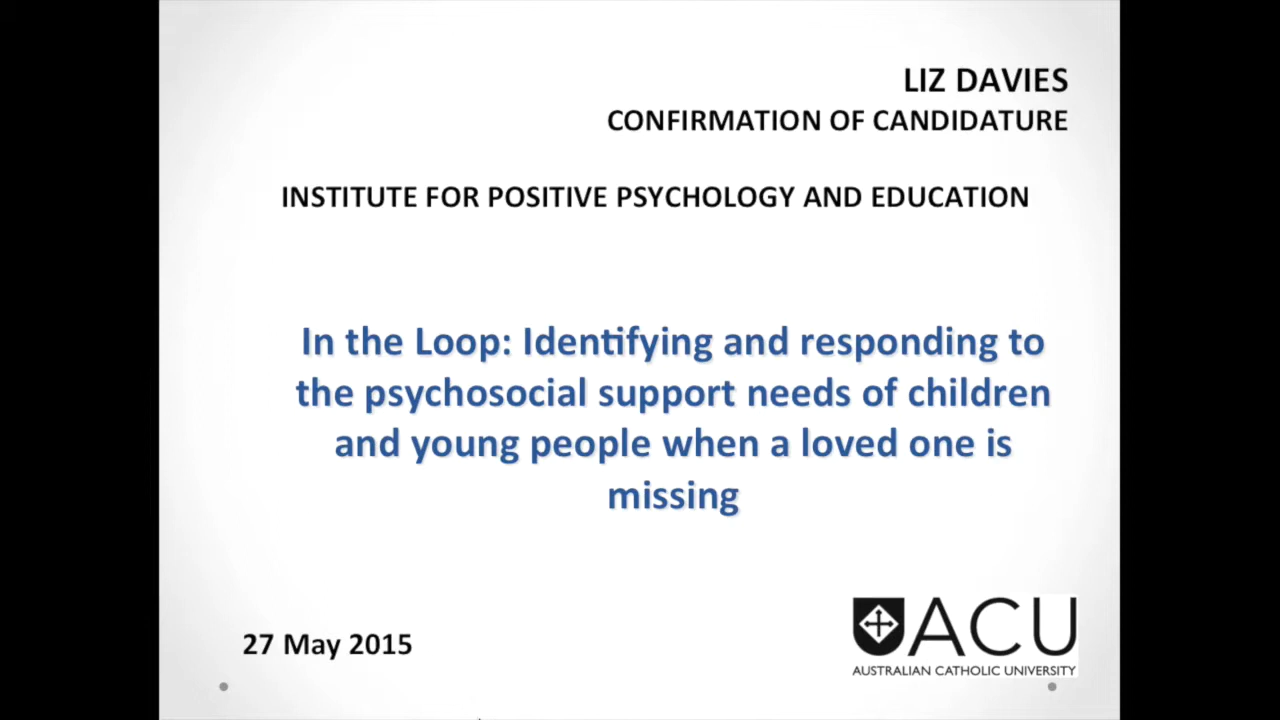 LIZ DAVIES
CONFIRMATION OF CANDIDATURE
INSTITUTE FOR POSITIVE PSYCHOLOGY AND EDUCATION
In the Loop: Identifying and responding to
the psychosocial support needs of children
and young people when a loved one is
missing
27 May 2015
ACU
AUSTRALIAN CATHOLIC UNIVERSITY